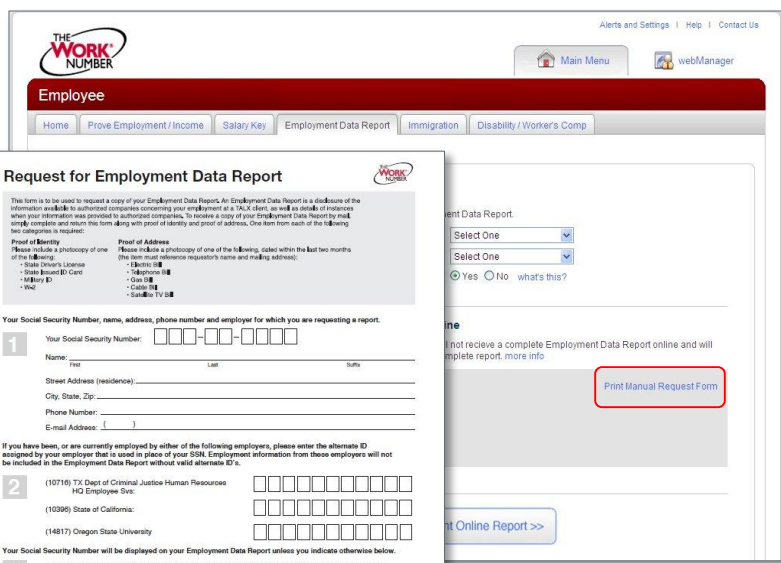 Alerts and Settings | Help | Contact Us
THE
WORK
NUMBER
Main Menu
webManager
Employee
Home
Prove Employment / Income
Salary Key
Employment Data Report
Immigration
Disability / Worker's Comp
Request for Employment Data Report
THE
WORK
NUMBER
This form is to be used to request a copy of your Employment Data Report. An Employment Data Report is a disclosure of the
information available to authorized companies concerning your employment at a TALX client, as well as details of instances
when your information was provided to authorized companies. To receive a copy of your Employment Data Report by mail,
simply complete and return this form along with proof of identity and proof of address. One item from each of the following
two categories is required:
Proof of Identity
Please include a photocopy of one
of the following:
• State Driver's License
• State Issued ID Card
• Military ID
• W-2
Proof of Address
Please include a photocopy of one of the following, dated within the last two months
(the item must reference requestor's name and mailing address):
• Electric Bill
• Telephone Bill
• Gas Bill
• Cable Bill
• Satellite TV Bill
Your Social Security Number, name, address, phone number and employer for which you are requesting a report.
1
Your Social Security Number:
Name:
First Last Suffix
Street Address (residence):
City, State, Zip:
Phone Number:
E-mail Address: ( )
If you have been, or are currently employed by either of the following employers, please enter the alternate ID
assigned by your employer that is used in place of your SSN. Employment information from these employers will not
be included in the Employment Data Report without valid alternate ID's.
2
(10716) TX Dept of Criminal Justice Human Resources
HQ Employee Svs:
(10396) State of California:
(14817) Oregon State University
Your Social Security Number will be displayed on your Employment Data Report unless you indicate otherwise below.
ent Data Report.
Select One
Select One
Yes No what's this?
ine
l not recieve a complete Employment Data Report online and will
mplete report. more info
Print Manual Request Form
nt Online Report >>